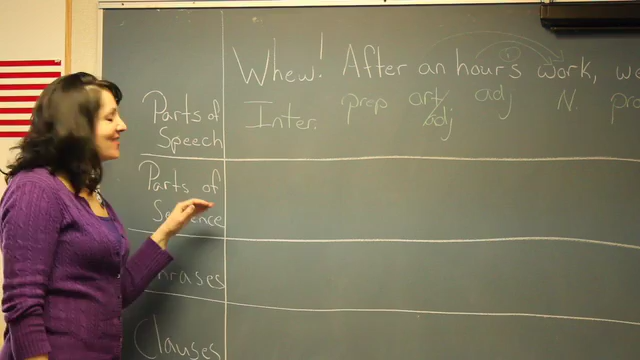 Whew! After an hour's work, we
Parts of
Speech
Inter. prep art/adj adj N. pro
Parts of
Sentence
Phrases
Clauses